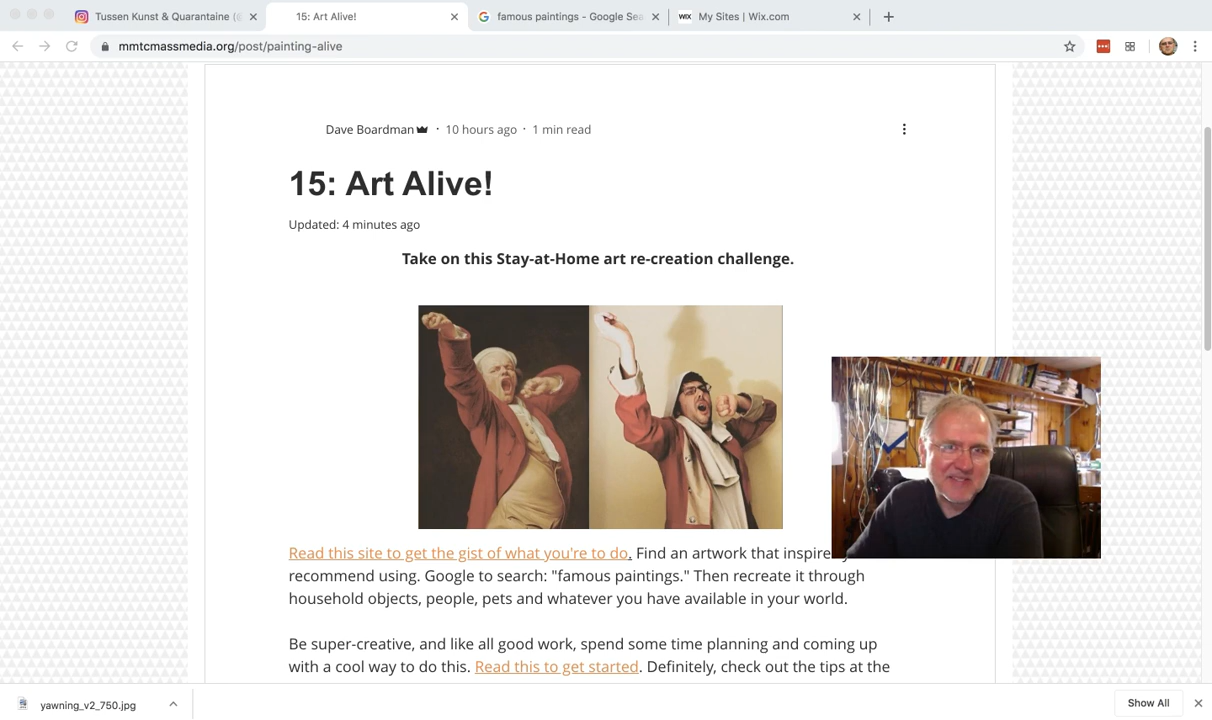 Tussen Kunst & Quarantaine (@
15: Art Alive!
famous paintings - Google Sea
WIX My Sites | Wix.com
mmtcmassmedia.org/post/painting-alive
Dave Boardman · 10 hours ago · 1 min read
15: Art Alive!
Updated: 4 minutes ago
Take on this Stay-at-Home art re-creation challenge.
Read this site to get the gist of what you're to do. Find an artwork that
recommend using. Google to search: "famous paintings." Then recreate it through
household objects, people, pets and whatever you have available in your world.
Be super-creative, and like all good work, spend some time planning and coming up
with a cool way to do this. Read this to get started. Definitely, check out the tips at the
yawning_v2_750.jpg
Show All